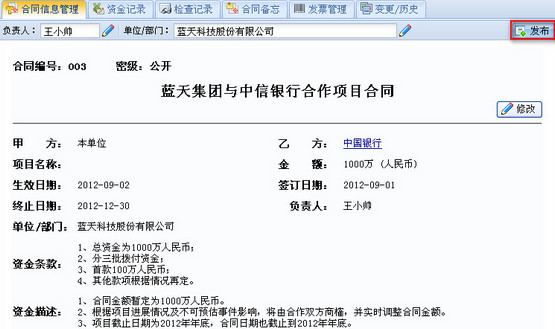 合同信息管理 资金记录 检查记录 合同备忘 发票管理 变更/历史
负责人： 王小帅 单位/部门： 蓝天科技股份有限公司 发布
合同编号：003 密级：公开
蓝天集团与中信银行合作项目合同
修改
甲 方： 本单位 乙 方： 中国银行
项目名称： 金 额： 1000万（人民币）
生效日期： 2012-09-02 签订日期： 2012-09-01
终止日期： 2012-12-30 负责人： 王小帅
单位/部门： 蓝天科技股份有限公司
资金条款： 1、总资金为1000万人民币；
2、分三批拨付资金；
3、首款100万人民币；
4、其他款项根据情况再定。
资金描述： 1、合同金额暂定为1000万人民币。
2、根据项目进展情况及不可预估事件影响，将由合作双方商榷，并实时调整合同金额。
3、项目截止日期为2012年年底，合同日期也截止到2012年年底。